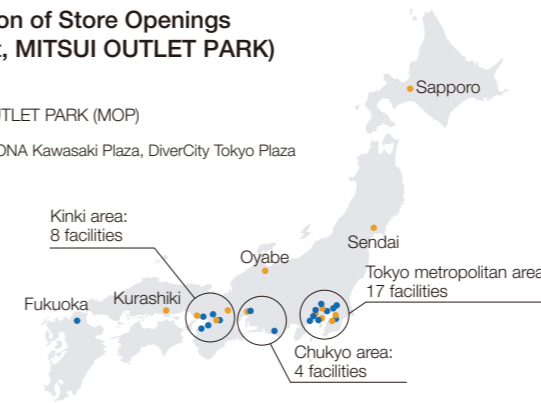 on of Store Openings
, MITSUI OUTLET PARK)
UTLET PARK (MOP)
ONA Kawasaki Plaza, DiverCity Tokyo Plaza
Sapporo
Kinki area:
8 facilities
Sendai
Oyabe
Tokyo metropolitan area
17 facilities
Fukuoka
Kurashiki
Chukyo area:
4 facilities